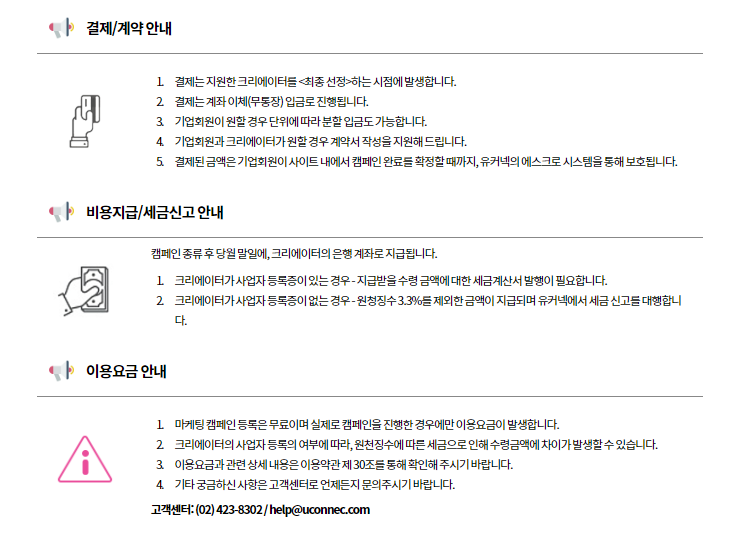 결제/계약 안내
1. 결제는 지원한 크리에이터를 <최종 선정>하는 시점에 발생합니다.
2. 결제는 계좌 이체(무통장) 입금로 진행됩니다.
3. 기업회원이 원할 경우 단위에 따라 분할 입금도 가능합니다.
4. 기업회원과 크리에이터가 원할 경우 계약서 작성을 지원해 드립니다.
5. 결제된 금액은 기업회원이 사이트 내에서 캠페인 완료를 확정할 때까지, 유커넥의 에스크로 시스템을 통해 보호됩니다.
비용지급/세금신고 안내
캠페인 종류 후 당월 말일에, 크리에이터의 은행 계좌로 지급됩니다.
1. 크리에이터가 사업자 등록증이 있는 경우 - 지급받을 수령 금액에 대한 세금계산서 발행이 필요합니다.
2. 크리에이터가 사업자 등록증이 없는 경우 - 원청징수 3.3%를 제외한 금액이 지급되며 유커넥에서 세금 신고를 대행합니
다.
이용요금 안내
1. 마케팅 캠페인 등록은 무료이며 실제로 캠페인을 진행한 경우에만 이용요금이 발생합니다.
2. 크리에이터의 사업자 등록의 여부에 따라, 원천징수에 따른 세금으로 인해 수령금액에 차이가 발생할 수 있습니다.
3. 이용요금과 관련 상세 내용은 이용약관 제 30조를 통해 확인해 주시기 바랍니다.
4. 기타 궁금하신 사항은 고객센터로 언제든지 문의주시기 바랍니다.
고객센터: (02) 423-8302 / help@uconnec.com